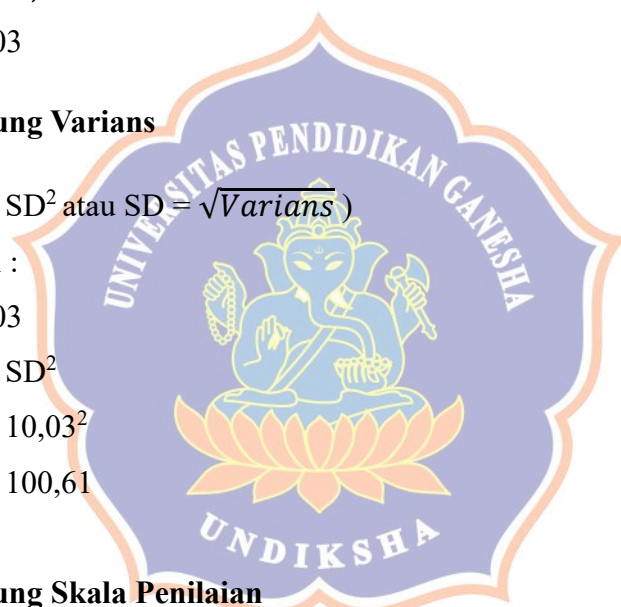 03
ung Varians
SD² atau SD = √Varians )
:
03
SD²
10,03²
100,61
ung Skala Penilaian
UNIVERSITAS PENDIDIKAN GANESHA
UNDIKSHA